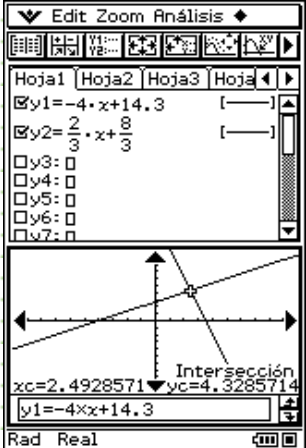 Edit Zoom Análisis
Hoja1 Hoja2 Hoja3 Hoja
y1=-4·x+14.3
y2=2/3·x+8/3
y3:
y4:
y5:
y6:
y7:
Intersección
xc=2.4928571 yc=4.3285714
y1=-4×x+14.3
Rad Real